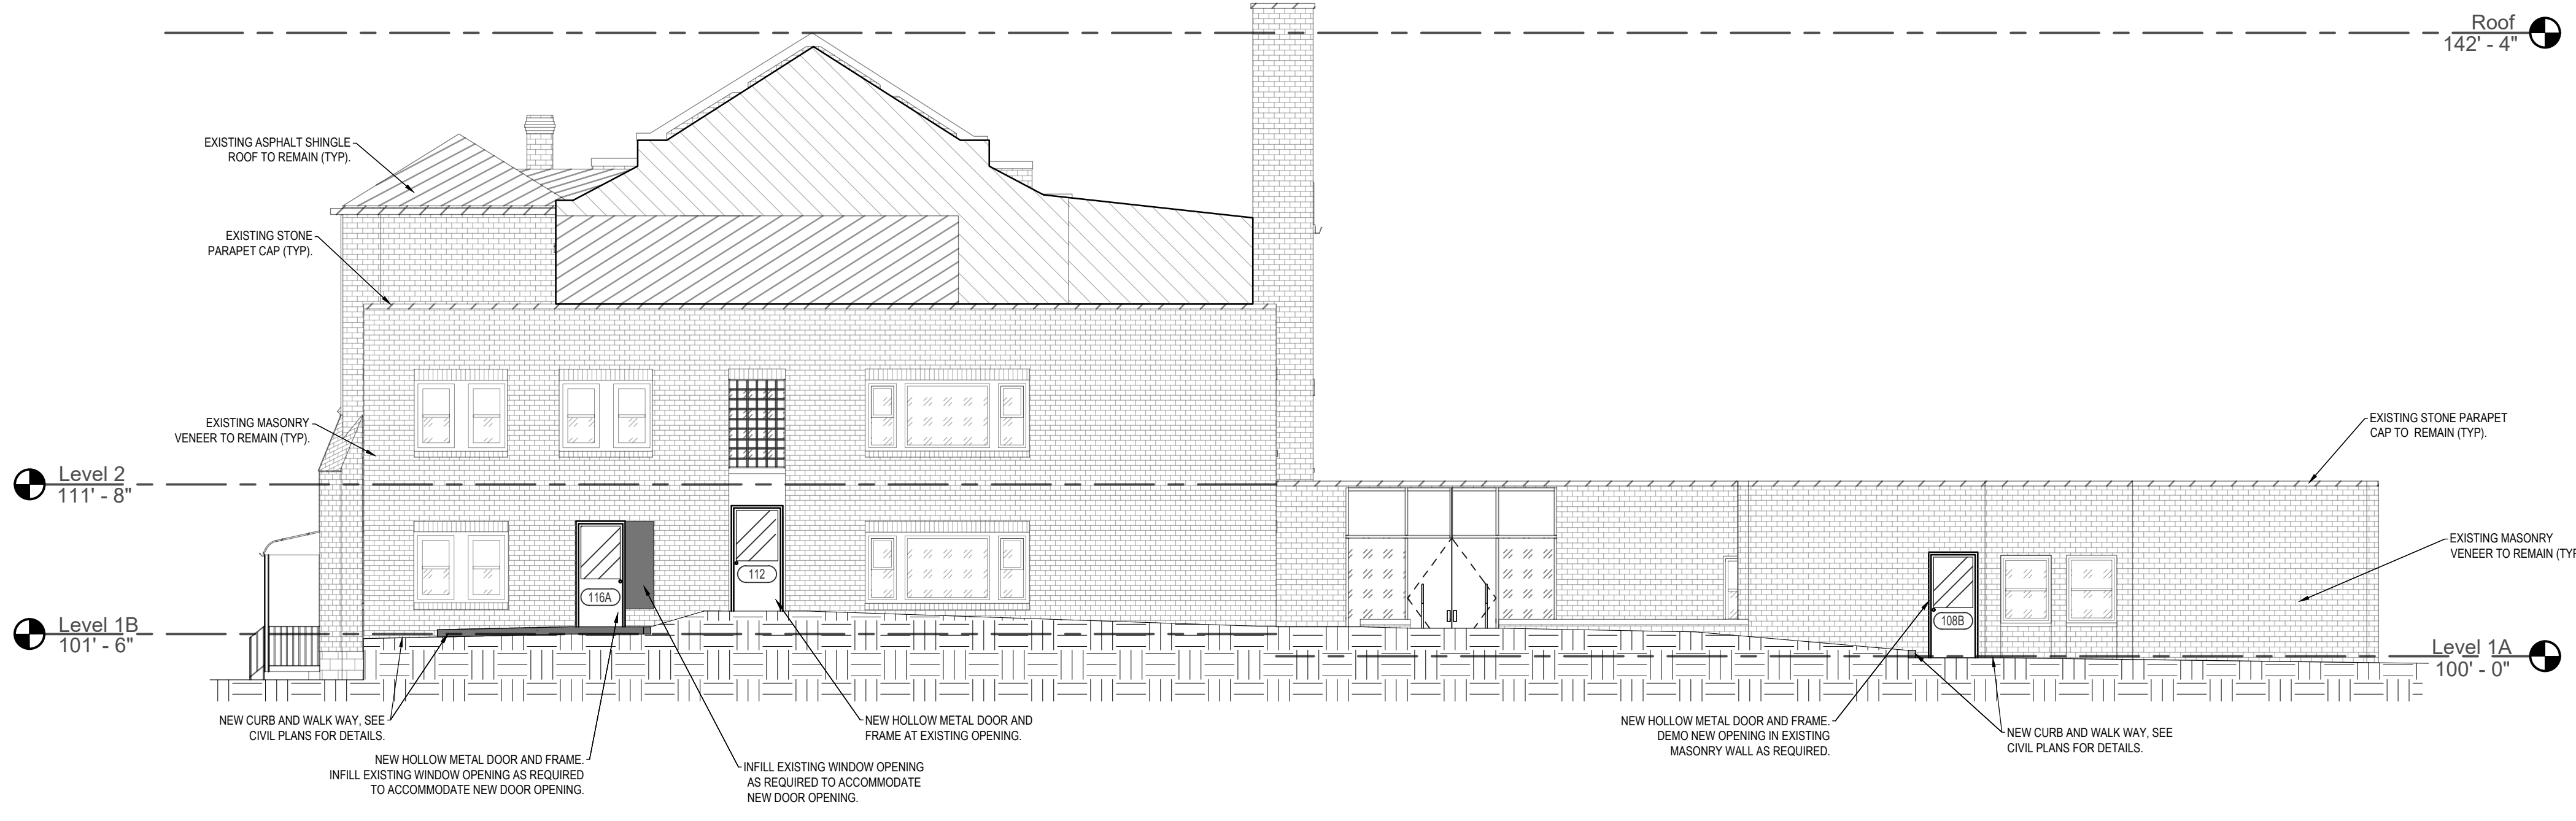 Roof
142' - 4"
EXISTING ASPHALT SHINGLE
ROOF TO REMAIN (TYP).
EXISTING STONE
PARAPET CAP (TYP).
EXISTING MASONRY
VENEER TO REMAIN (TYP).
EXISTING STONE PARAPET
CAP TO REMAIN (TYP).
Level 2
111' - 8"
EXISTING MASONRY
VENEER TO REMAIN (TYP
112
116A
108B
Level 1B
101' - 6"
Level 1A
100' - 0"
NEW CURB AND WALK WAY, SEE
CIVIL PLANS FOR DETAILS.
NEW HOLLOW METAL DOOR AND FRAME.
INFILL EXISTING WINDOW OPENING AS REQUIRED
TO ACCOMMODATE NEW DOOR OPENING.
INFILL EXISTING WINDOW OPENING
AS REQUIRED TO ACCOMMODATE
NEW DOOR OPENING.
NEW HOLLOW METAL DOOR AND
FRAME AT EXISTING OPENING.
NEW HOLLOW METAL DOOR AND FRAME.
DEMO NEW OPENING IN EXISTING
MASONRY WALL AS REQUIRED.
NEW CURB AND WALK WAY, SEE
CIVIL PLANS FOR DETAILS.